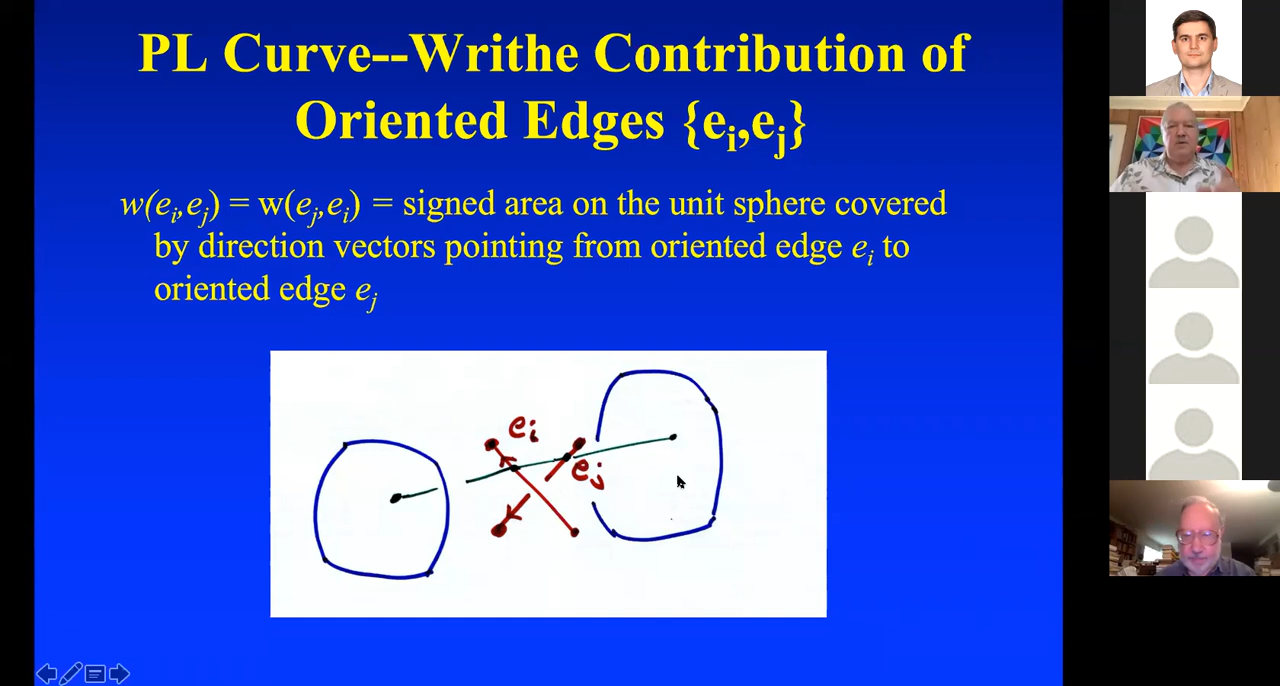 PL Curve--Writhe Contribution of
Oriented Edges {eᵢ,eⱼ}
w(eᵢ,eⱼ) = w(eⱼ,eᵢ) = signed area on the unit sphere covered
by direction vectors pointing from oriented edge eᵢ to
oriented edge eⱼ
eᵢ
eⱼ